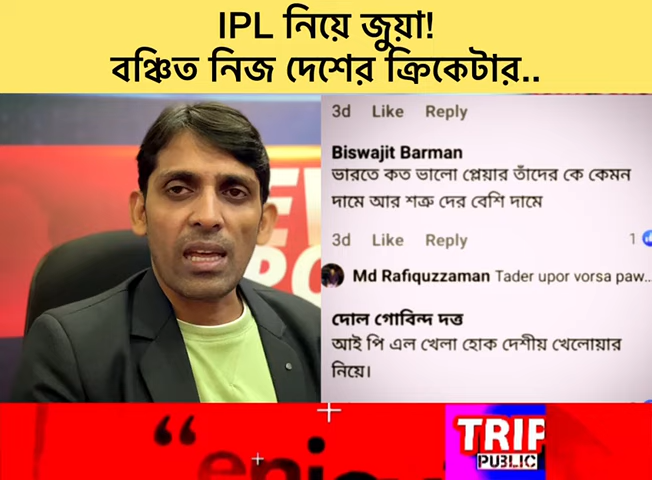 IPL নিয়ে জুয়া!
বঞ্চিত নিজ দেশের ক্রিকেটার..
3d Like Reply
Biswajit Barman
ভারতে কত ভালো প্লেয়ার তাঁদের কে কেমন
দামে আর শত্রু দের বেশি দামে
3d Like Reply 1
Md Rafiquzzaman Tader upor vorsa paw...
দোল গোবিন্দ দত্ত
আই পি এল খেলা হোক দেশীয় খেলোয়ার
নিয়ে।
TRIP
PUBLIC